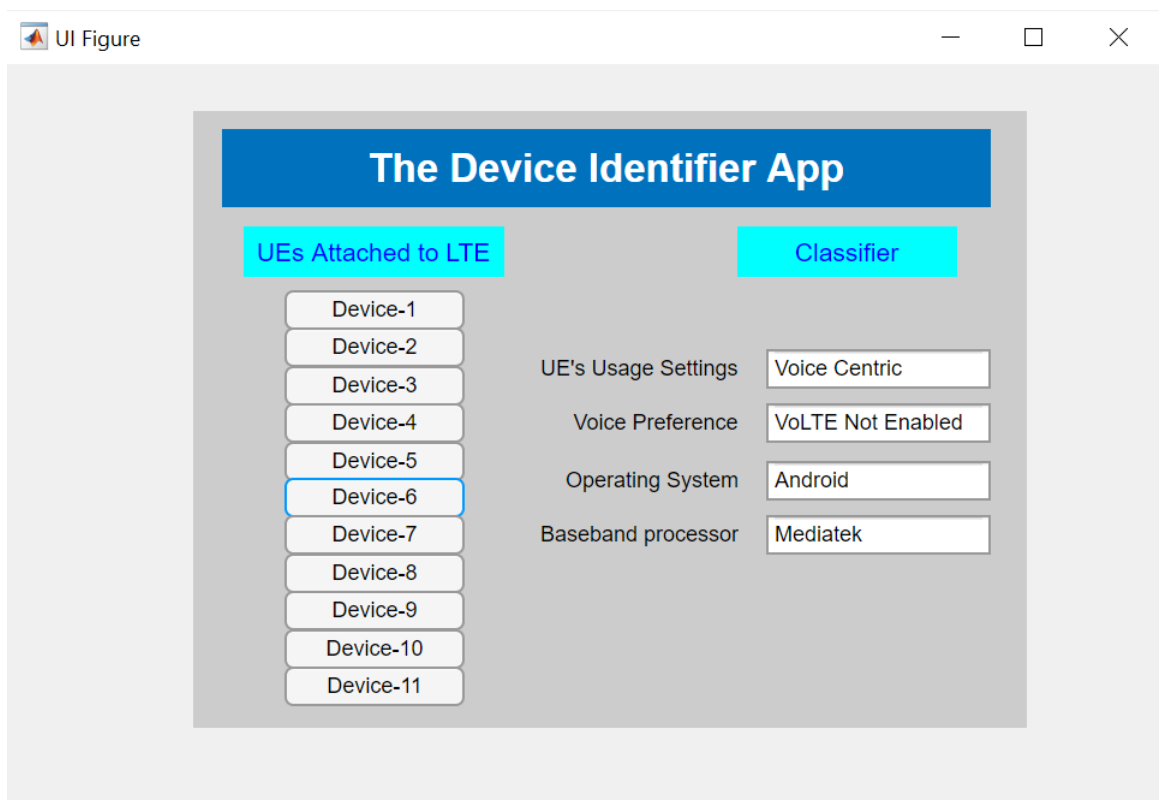 UI Figure
The Device Identifier App
UEs Attached to LTE
Classifier
Device-1
Device-2
Device-3
Device-4
Device-5
Device-6
Device-7
Device-8
Device-9
Device-10
Device-11
UE's Usage Settings Voice Centric
Voice Preference VoLTE Not Enabled
Operating System Android
Baseband processor Mediatek